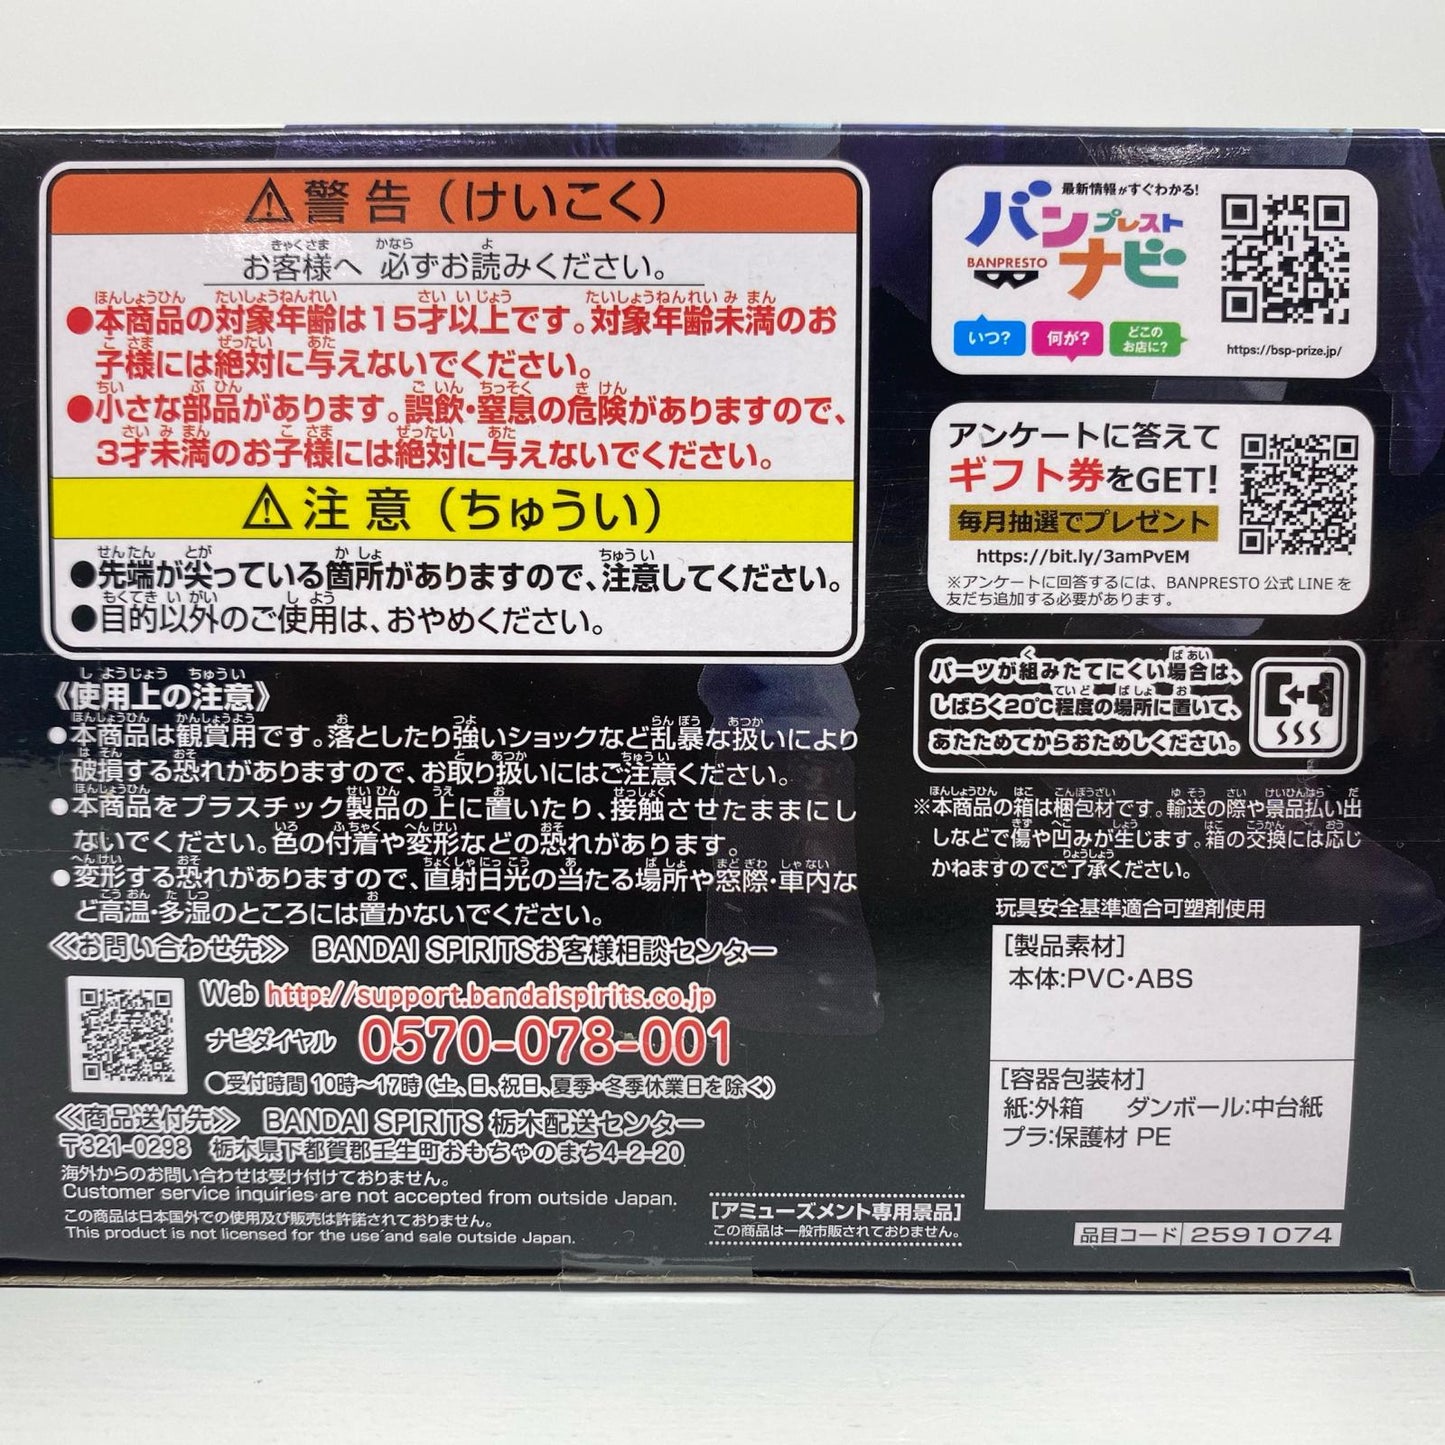 ⚠警告（けいこく）
お客様へ 必ずお読みください。
●本商品の対象年齢は15才以上です。対象年齢未満のお
子様には絶対に与えないでください。
●小さな部品があります。誤飲・窒息の危険がありますので、
3才未満のお子様には絶対に与えないでください。
⚠注意（ちゅうい）
●先端が尖っている箇所がありますので、注意してください。
●目的以外のご使用は、おやめください。
《使用上の注意》
●本商品は観賞用です。落としたり強いショックなど乱暴な扱いにより
破損する恐れがありますので、お取り扱いにはご注意ください。
●本商品をプラスチック製品の上に置いたり、接触させたままにし
ないでください。色の付着や変形などの恐れがあります。
●変形する恐れがありますので、直射日光の当たる場所や窓際・車内な
ど高温・多湿のところには置かないでください。
≪お問い合わせ先≫ BANDAI SPIRITSお客様相談センター
Web http://support.bandaispirits.co.jp
ナビダイヤル 0570-078-001
●受付時間 10時〜17時（土、日、祝日、夏季・冬季休業日を除く）
≪商品送付先≫ BANDAI SPIRITS 栃木配送センター
〒321-0298 栃木県下都賀郡壬生町おもちゃのまち4-2-20
海外からのお問い合わせは受け付けておりません。
Customer service inquiries are not accepted from outside Japan.
この商品は日本国外での使用及び販売は許諾されておりません。
This product is not licensed for the use and sale outside Japan.
[アミューズメント専用景品]
この商品は一般市販されておりません。
最新情報がすぐわかる!
バンプレストナビ
BANPRESTO
いつ?
何が?
どこの
お店に?
https://bsp-prize.jp/
アンケートに答えて
ギフト券をGET!
毎月抽選でプレゼント
https://bit.ly/3amPvEM
※アンケートに回答するには、BANPRESTO公式LINEを
友だち追加する必要があります。
パーツが組みたてにくい場合は、
しばらく20℃程度の場所に置いて、
あたためてからおためしください。
※本商品の箱は梱包材です。輸送の際や景品払い出
しなどで傷や凹みが生じます。箱の交換には応じ
かねますのでご了承ください。
玩具安全基準適合可塑剤使用
[製品素材]
本体:PVC・ABS
[容器包装材]
紙:外箱 ダンボール:中台紙
プラ:保護材 PE
品目コード 2591074